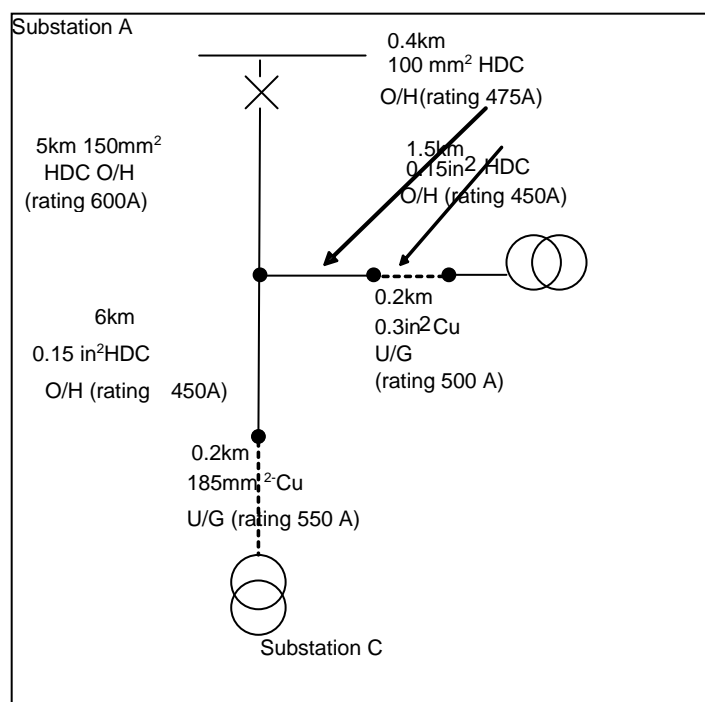 Substation A
0.4km
100 mm² HDC
O/H(rating 475A)
5km 150mm²
HDC O/H
(rating 600A)
1.5km
0.15in² HDC
O/H (rating 450A)
0.2km
0.3in² Cu
U/G
(rating 500 A)
6km
0.15 in²HDC
O/H (rating 450A)
0.2km
185mm ²-Cu
U/G (rating 550 A)
Substation C